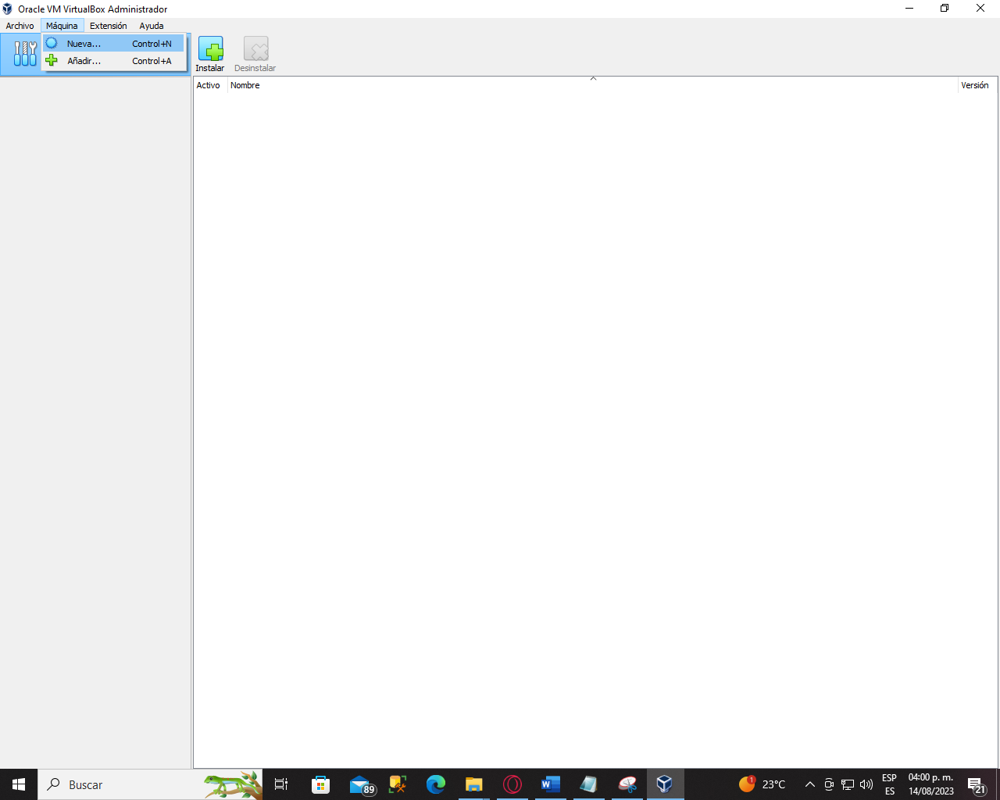 Oracle VM VirtualBox Administrador
Archivo Máquina Extensión Ayuda
Nueva... Control+N
Añadir... Control+A
Instalar Desinstalar
Activo Nombre Versión
Buscar
89
W
1
23°C
ESP
ES
04:00 p. m.
14/08/2023
21